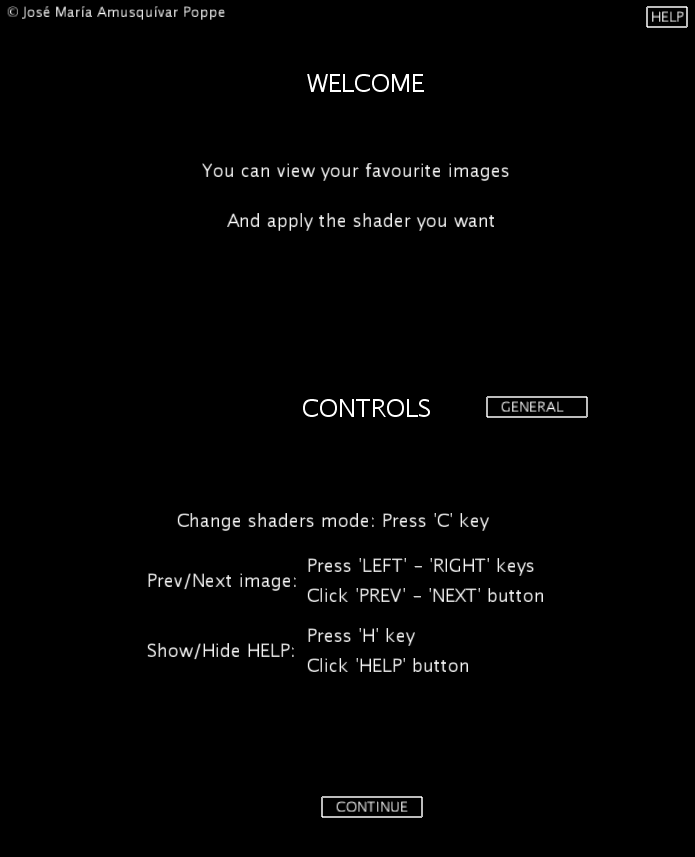 © José María Amusquívar Poppe
HELP
WELCOME
You can view your favourite images
And apply the shader you want
CONTROLS
GENERAL
Change shaders mode: Press 'C' key
Prev/Next image:
Press 'LEFT' - 'RIGHT' keys
Click 'PREV' - 'NEXT' button
Show/Hide HELP:
Press 'H' key
Click 'HELP' button
CONTINUE